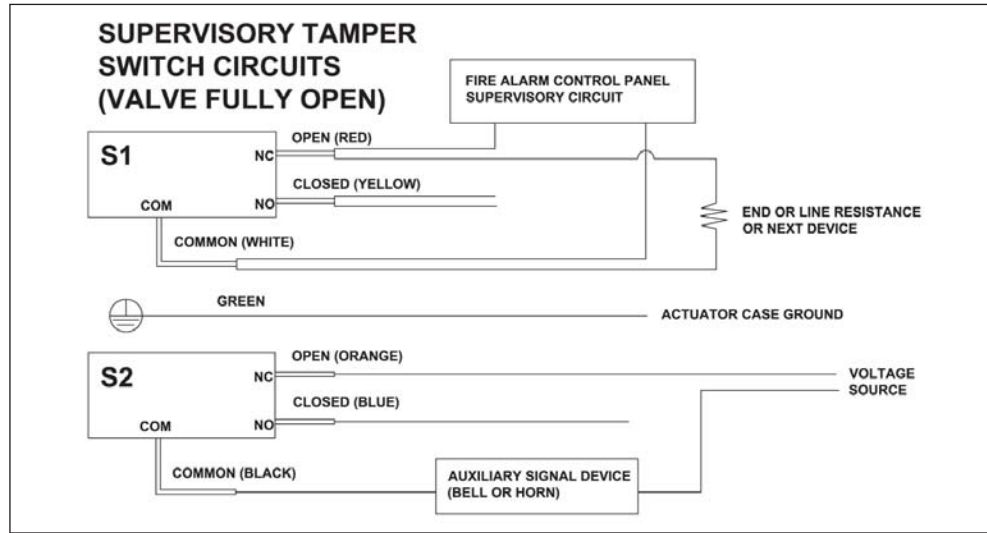 SUPERVISORY TAMPER
SWITCH CIRCUITS
(VALVE FULLY OPEN)
FIRE ALARM CONTROL PANEL
SUPERVISORY CIRCUIT
S1
NC
OPEN (RED)
NO
CLOSED (YELLOW)
COM
COMMON (WHITE)
END OR LINE RESISTANCE
OR NEXT DEVICE
GREEN
ACTUATOR CASE GROUND
S2
NC
OPEN (ORANGE)
VOLTAGE
SOURCE
NO
CLOSED (BLUE)
COM
COMMON (BLACK)
AUXILIARY SIGNAL DEVICE
(BELL OR HORN)